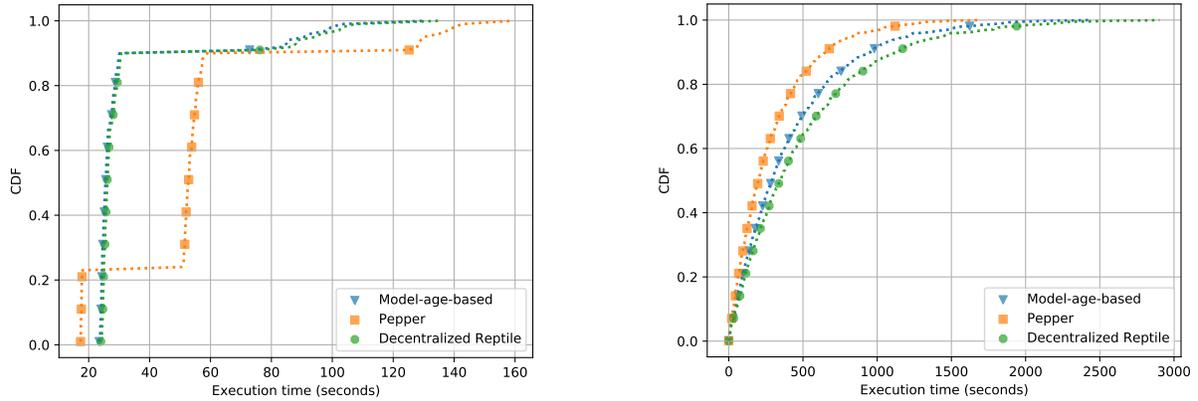 1.0
0.8
0.6
0.4
0.2
0.0
CDF
20 40 60 80 100 120 140 160
Execution time (seconds)
Model-age-based
Pepper
Decentralized Reptile
1.0
0.8
0.6
0.4
0.2
0.0
CDF
0 500 1000 1500 2000 2500 3000
Execution time (seconds)
Model-age-based
Pepper
Decentralized Reptile